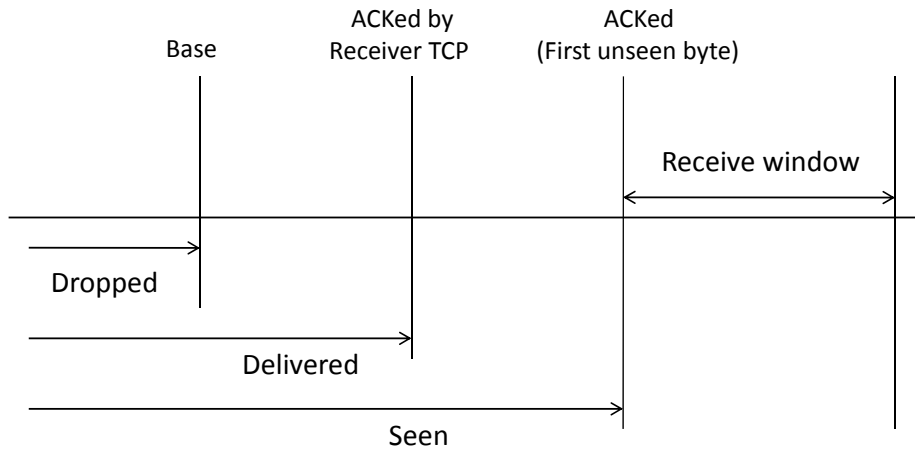 Base
ACKed by
Receiver TCP
ACKed
(First unseen byte)
Receive window
Dropped
Delivered
Seen